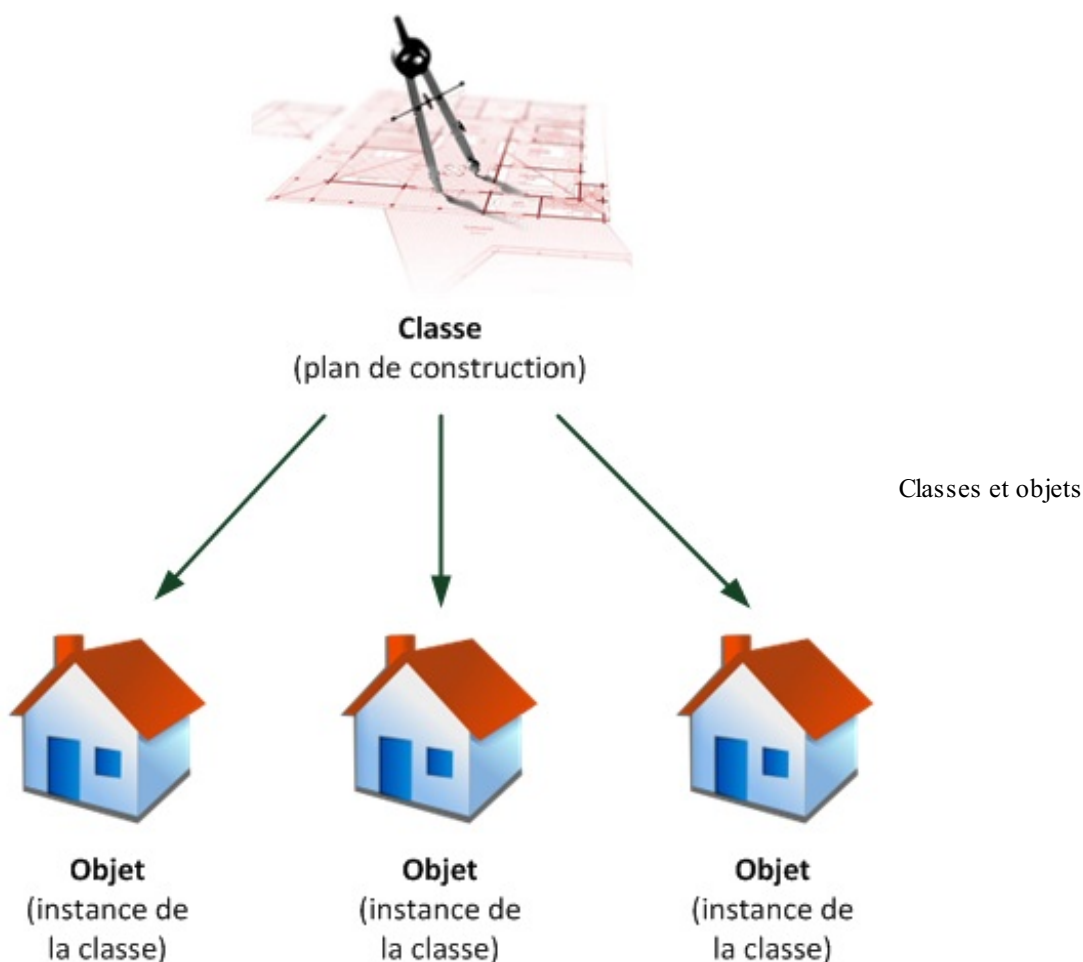 Classe
(plan de construction)
Classes et objets
Objet
(instance de
la classe)
Objet
(instance de
la classe)
Objet
(instance de
la classe)